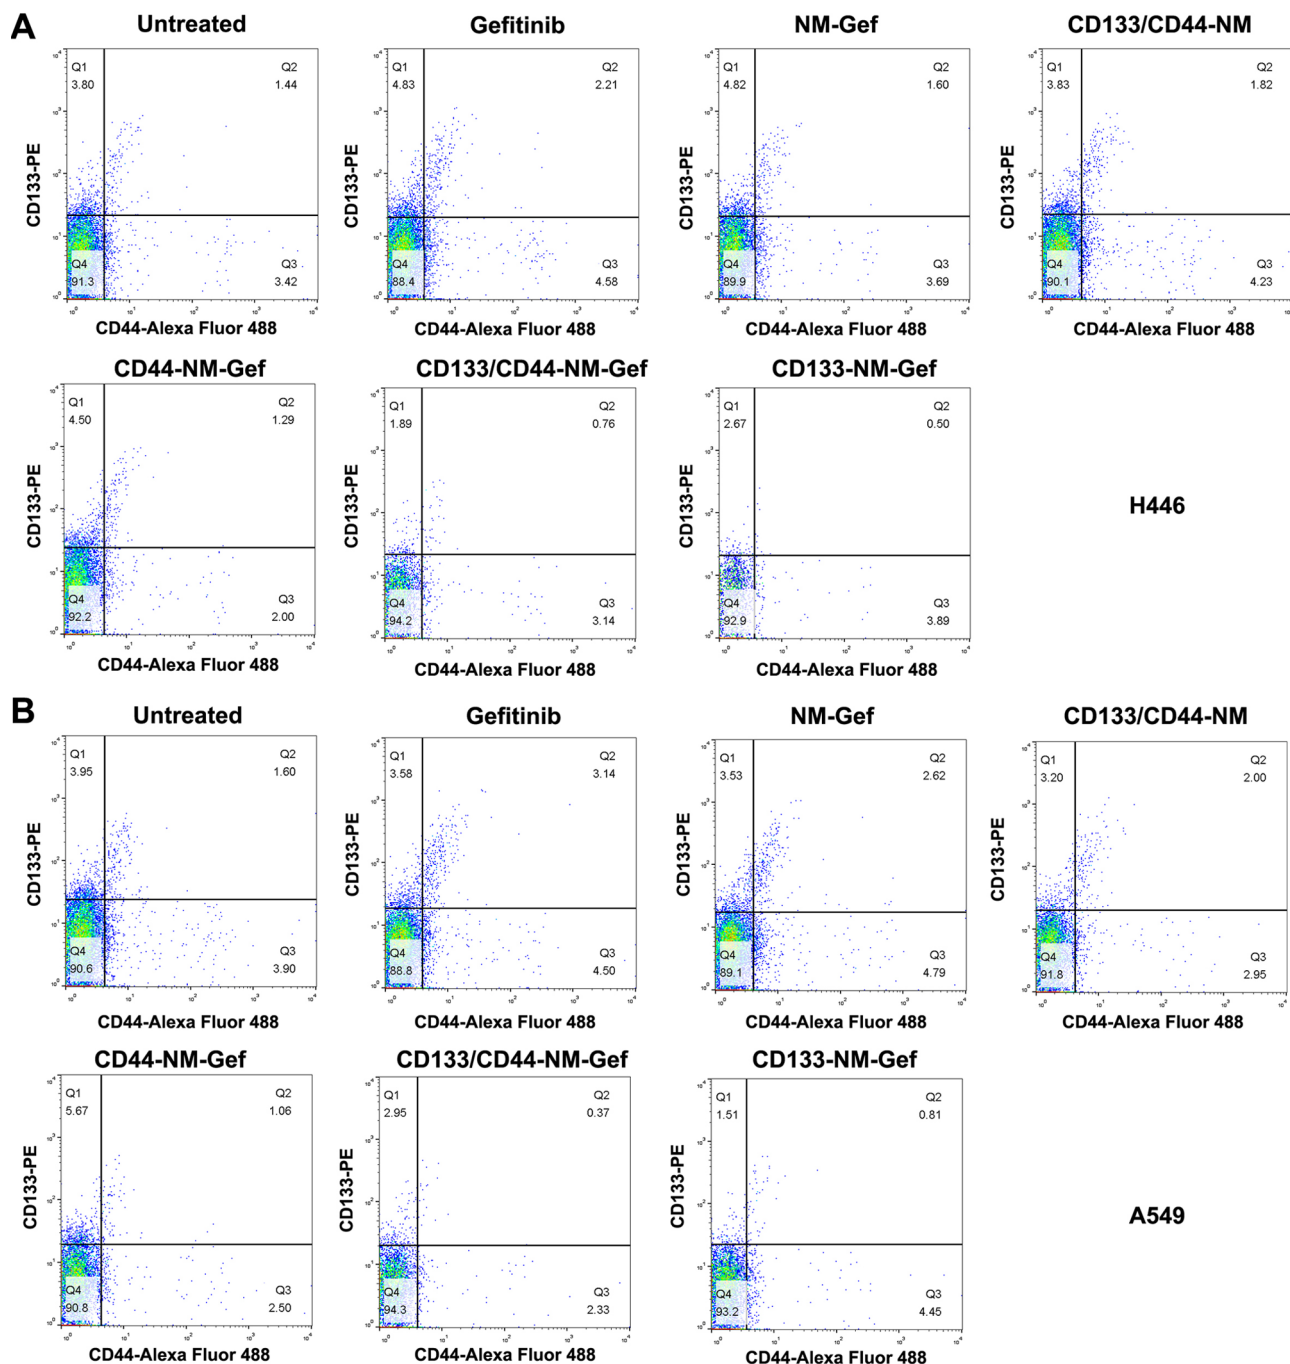 A
Untreated
Gefitinib
NM-Gef
CD133/CD44-NM
Q1
3.80
Q2
1.44
Q4
91.3
Q3
3.42
CD133-PE
CD44-Alexa Fluor 488
Q1
4.83
Q2
2.21
Q4
88.4
Q3
4.58
CD133-PE
CD44-Alexa Fluor 488
Q1
4.82
Q2
1.60
Q4
89.9
Q3
3.69
CD133-PE
CD44-Alexa Fluor 488
Q1
3.83
Q2
1.82
Q4
90.1
Q3
4.23
CD133-PE
CD44-Alexa Fluor 488
CD44-NM-Gef
CD133/CD44-NM-Gef
CD133-NM-Gef
Q1
4.50
Q2
1.29
Q4
92.2
Q3
2.00
CD133-PE
CD44-Alexa Fluor 488
Q1
1.89
Q2
0.76
Q4
94.2
Q3
3.14
CD133-PE
CD44-Alexa Fluor 488
Q1
2.67
Q2
0.50
Q4
92.9
Q3
3.89
CD133-PE
CD44-Alexa Fluor 488
H446
B
Untreated
Gefitinib
NM-Gef
CD133/CD44-NM
Q1
3.95
Q2
1.60
Q4
90.6
Q3
3.90
CD133-PE
CD44-Alexa Fluor 488
Q1
3.58
Q2
3.14
Q4
88.8
Q3
4.50
CD133-PE
CD44-Alexa Fluor 488
Q1
3.53
Q2
2.62
Q4
89.1
Q3
4.79
CD133-PE
CD44-Alexa Fluor 488
Q1
3.20
Q2
2.00
Q4
91.8
Q3
2.95
CD133-PE
CD44-Alexa Fluor 488
CD44-NM-Gef
CD133/CD44-NM-Gef
CD133-NM-Gef
Q1
5.67
Q2
1.06
Q4
90.8
Q3
2.50
CD133-PE
CD44-Alexa Fluor 488
Q1
2.95
Q2
0.37
Q4
94.3
Q3
2.33
CD133-PE
CD44-Alexa Fluor 488
Q1
1.51
Q2
0.81
Q4
93.2
Q3
4.45
CD133-PE
CD44-Alexa Fluor 488
A549